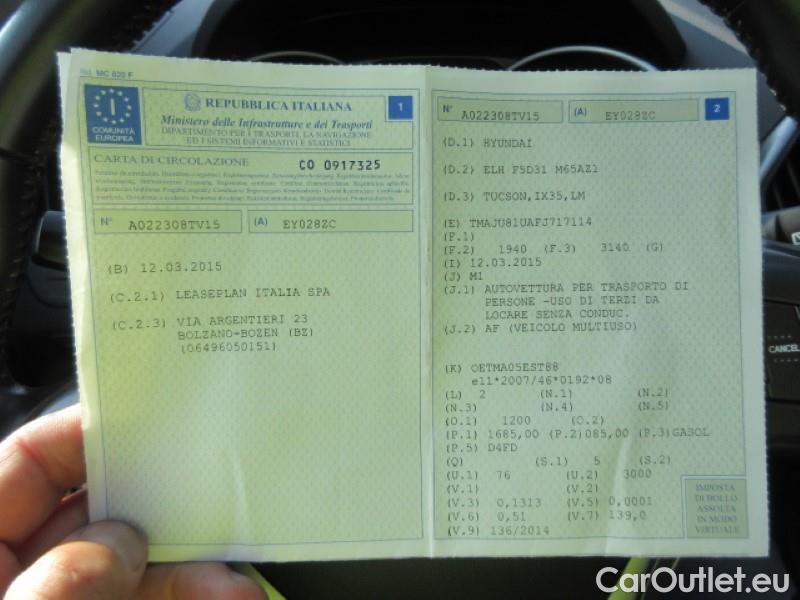 Mod. MC 820 F
I
COMUNITÀ
EUROPEA
REPUBBLICA ITALIANA
Ministero delle Infrastrutture e dei Trasporti
DIPARTIMENTO PER I TRASPORTI, LA NAVIGAZIONE
ED I SISTEMI INFORMATIVI E STATISTICI
1
CARTA DI CIRCOLAZIONE
CO 0917325
N° A022308TV15 (A) EY028ZC
(B) 12.03.2015
(C.2.1) LEASEPLAN ITALIA SPA
(C.2.3) VIA ARGENTIERI 23
BOLZANO-BOZEN (BZ)
(06496050151)
N° A022308TV15 (A) EY028ZC 2
(D.1) HYUNDAI
(D.2) ELH F5D31 M65AZ1
(D.3) TUCSON,IX35,LM
(E) TMAJU81UAFJ717114
(F.1)
(F.2) 1940 (F.3) 3140 (G)
(I) 12.03.2015
(J) M1
(J.1) AUTOVETTURA PER TRASPORTO DI
PERSONE -USO DI TERZI DA
LOCARE SENZA CONDUC.
(J.2) AF (VEICOLO MULTIUSO)
(K) OETMA05EST88
e11*2007/46*0192*08
(L) 2 (N.1) (N.2)
(N.3) (N.4) (N.5)
(O.1) 1200 (O.2)
(P.1) 1685,00 (P.2)085,00 (P.3)GASOL
(P.5) D4FD
(Q) (S.1) 5 (S.2)
(U.1) 76 (U.2) 3000
(V.1) (V.2)
(V.3) 0,1313 (V.5) 0,0001
(V.6) 0,51 (V.7) 139,0
(V.9) 136/2014
IMPOSTA
DI BOLLO
ASSOLTA
IN MODO
VIRTUALE
CANCEL
CarOutlet.eu